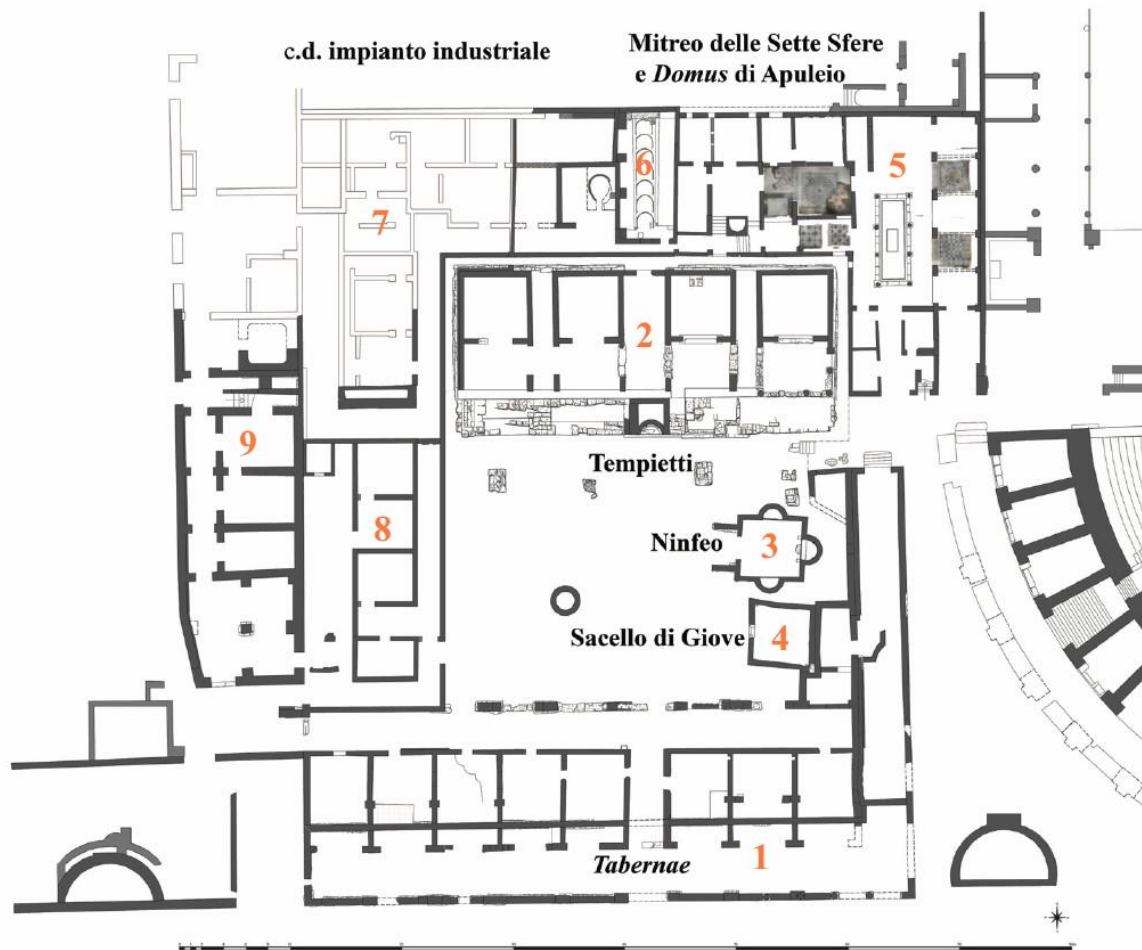 c.d. impianto industriale
Mitreo delle Sette Sfere
e Domus di Apuleio
6
5
7
2
9
Tempietti
8
Ninfeo
3
Sacello di Giove
4
Tabernae
1